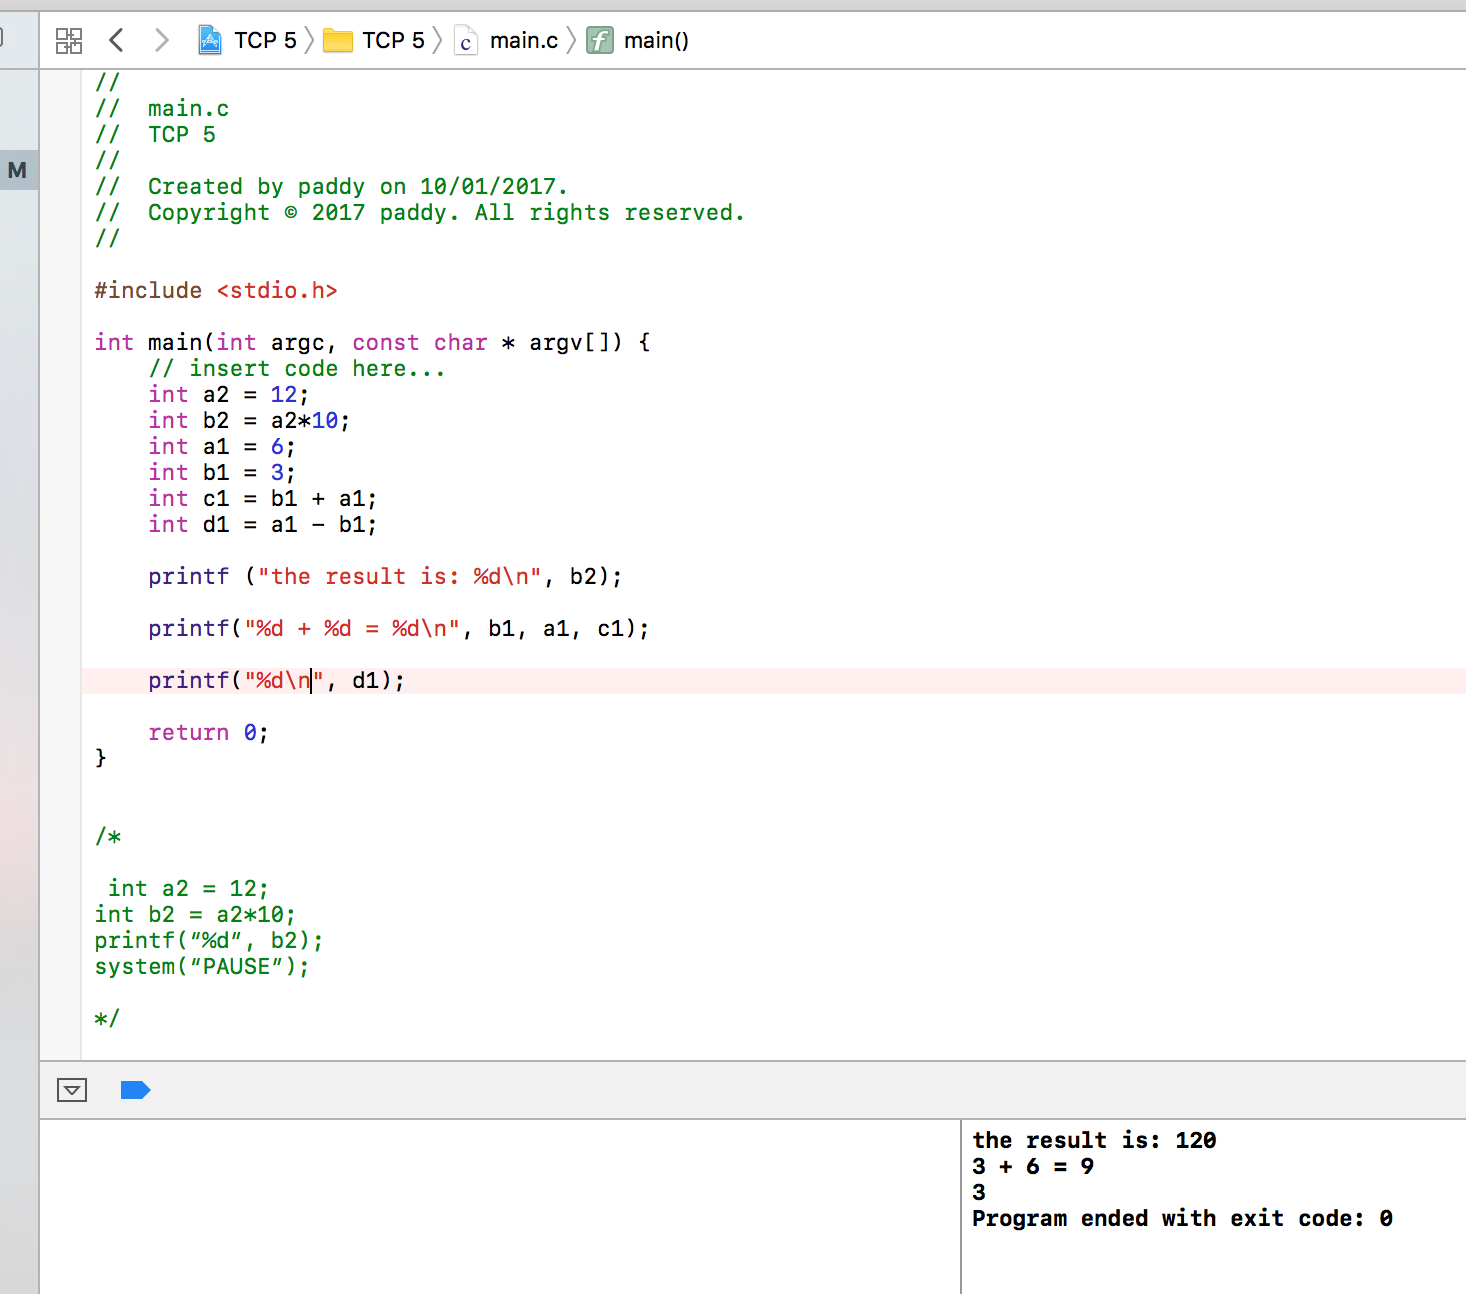 TCP 5 TCP 5 c main.c f main()
//
//  main.c
//  TCP 5
//
M
//  Created by paddy on 10/01/2017.
//  Copyright © 2017 paddy. All rights reserved.
//
#include <stdio.h>
int main(int argc, const char * argv[]) {
    // insert code here...
    int a2 = 12;
    int b2 = a2*10;
    int a1 = 6;
    int b1 = 3;
    int c1 = b1 + a1;
    int d1 = a1 - b1;
    printf ("the result is: %d\n", b2);
    printf("%d + %d = %d\n", b1, a1, c1);
    printf("%d\n", d1);
    return 0;
}
/*
 int a2 = 12;
int b2 = a2*10;
printf(“%d”, b2);
system(“PAUSE”);
*/
the result is: 120
3 + 6 = 9
3
Program ended with exit code: 0